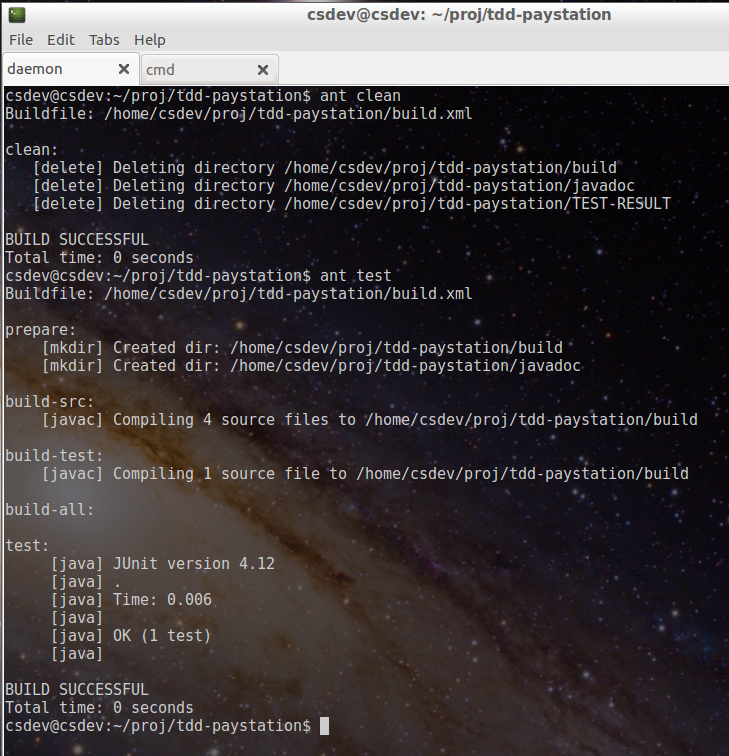 csdev@csdev: ~/proj/tdd-paystation
File Edit Tabs Help
daemon cmd
csdev@csdev:~/proj/tdd-paystation$ ant clean
Buildfile: /home/csdev/proj/tdd-paystation/build.xml
clean:
[delete] Deleting directory /home/csdev/proj/tdd-paystation/build
[delete] Deleting directory /home/csdev/proj/tdd-paystation/javadoc
[delete] Deleting directory /home/csdev/proj/tdd-paystation/TEST-RESULT
BUILD SUCCESSFUL
Total time: 0 seconds
csdev@csdev:~/proj/tdd-paystation$ ant test
Buildfile: /home/csdev/proj/tdd-paystation/build.xml
prepare:
[mkdir] Created dir: /home/csdev/proj/tdd-paystation/build
[mkdir] Created dir: /home/csdev/proj/tdd-paystation/javadoc
build-src:
[javac] Compiling 4 source files to /home/csdev/proj/tdd-paystation/build
build-test:
[javac] Compiling 1 source file to /home/csdev/proj/tdd-paystation/build
build-all:
test:
[java] JUnit version 4.12
[java] .
[java] Time: 0.006
[java]
[java] OK (1 test)
[java]
BUILD SUCCESSFUL
Total time: 0 seconds
csdev@csdev:~/proj/tdd-paystation$